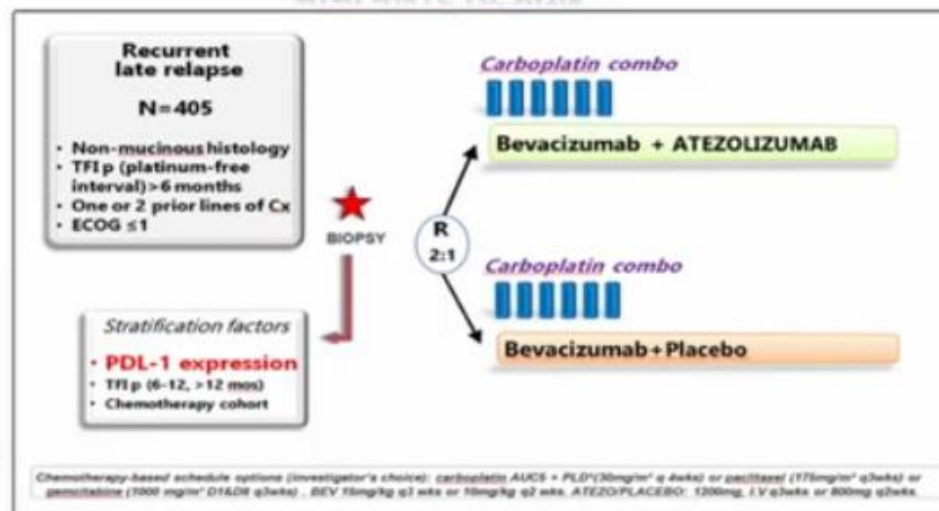 Recurrent
late relapse
N=405
• Non-mucinous histology
• TFI p (platinum-free
interval)>6 months
• One or 2 prior lines of Cx
• ECOG ≤1
BIOPSY
Stratification factors
• PDL-1 expression
• TFI p (6-12, >12 mos)
• Chemotherapy cohort
R
2:1
Carboplatin combo
Bevacizumab + ATEZOLIZUMAB
Carboplatin combo
Bevacizumab+Placebo
Chemotherapy-based schedule options (investigator's choice): carboplatin AUC5 + PLD*(30mg/m² q 4wks) or paclitaxel (175mg/m² q3wks) or
gemcitabine (1000 mg/m² D1&D8 q3wks) . BEV 15mg/kg q3 wks or 10mg/kg q2 wks. ATEZO/PLACEBO: 1200mg, I.V q3wks or 800mg q2wks.